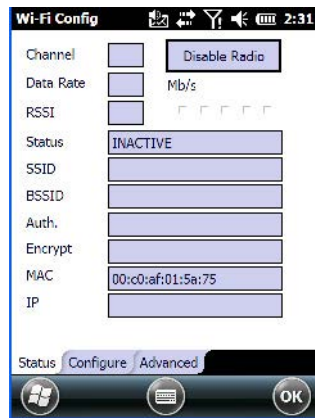 Wi-Fi Config 2:31
Channel Disable Radio
Data Rate Mb/s
RSSI
Status INACTIVE
SSID
BSSID
Auth.
Encrypt
MAC 00:c0:af:01:5a:75
IP
Status Configure Advanced
OK